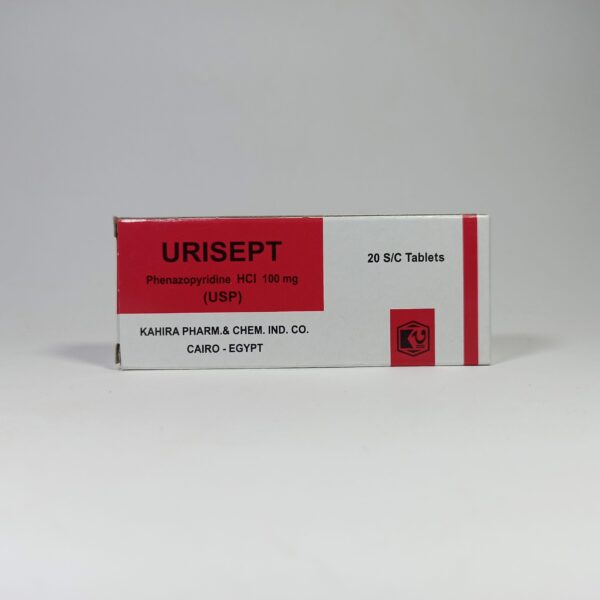 URISEPT
Phenazopyridine HCl 100 mg
(USP)
20 S/C Tablets
KAHIRA PHARM.& CHEM. IND. CO.
CAIRO - EGYPT